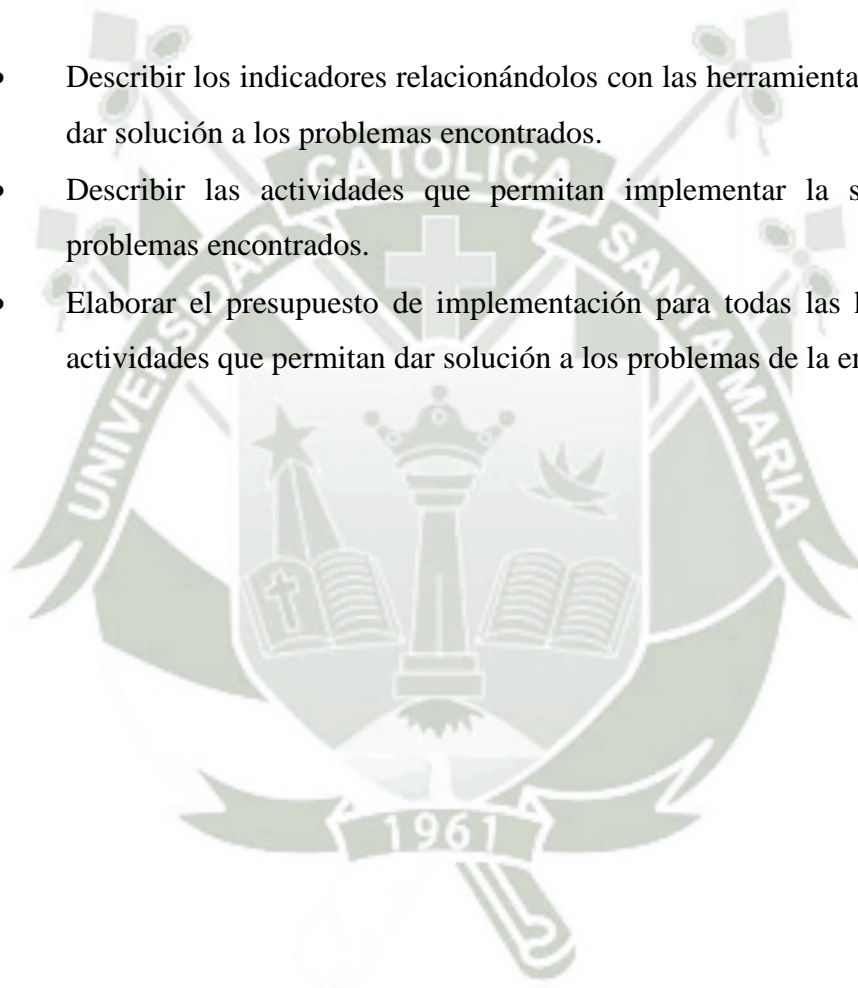 • Describir los indicadores relacionándolos con las
dar solución a los problemas encontrados.
• Describir las actividades que permitan implementar la
problemas encontrados.
• Elaborar el presupuesto de implementación para todas las
actividades que permitan dar solución a los problemas de la
UNIVERSIDAD CATOLICA SANTA MARIA
1961